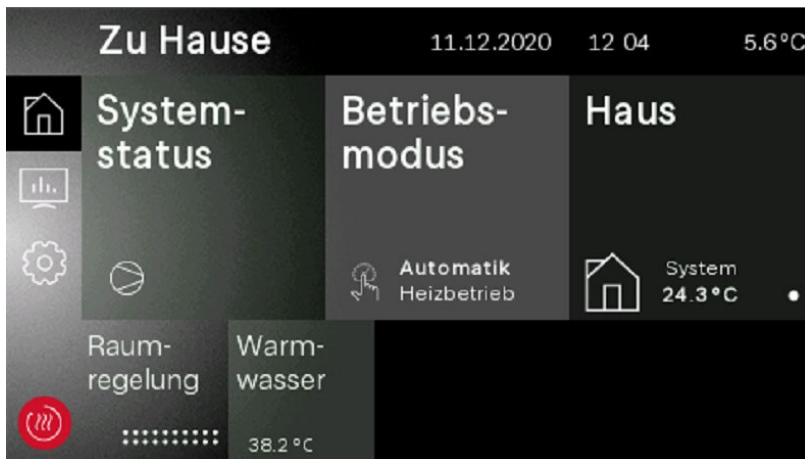 Zu Hause 11.12.2020 12 04 5.6°C
System-
status
Betriebs-
modus
Automatik
Heizbetrieb
Haus
System
24.3°C
Raum-
regelung
Warm-
wasser
38.2°C